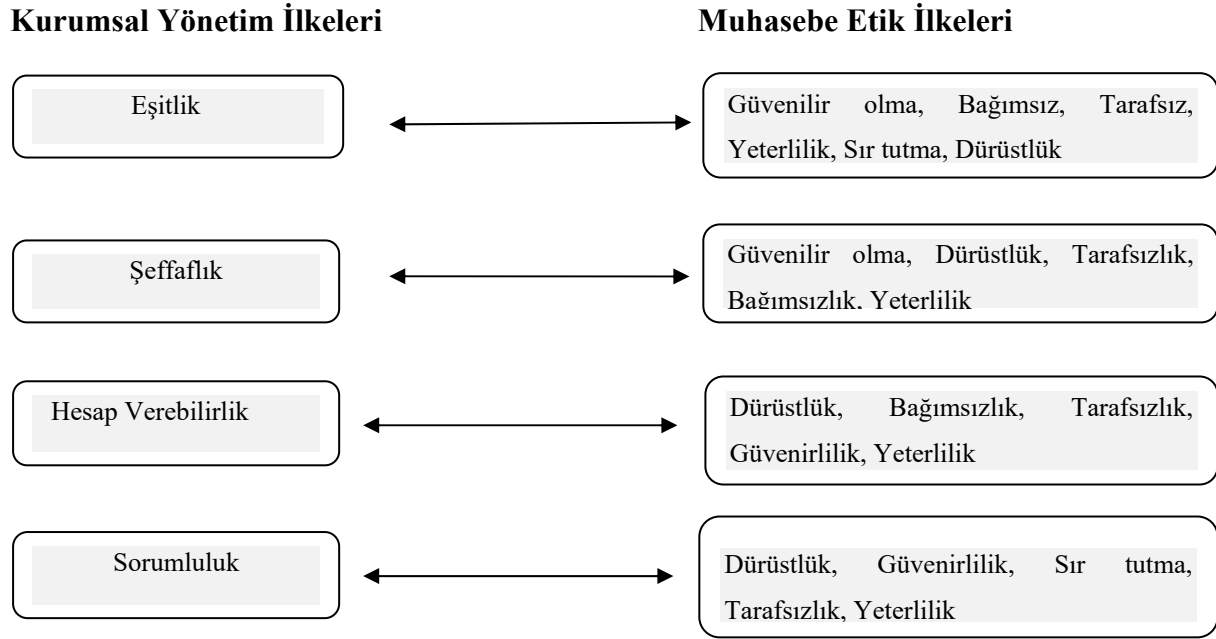 Kurumsal Yönetim İlkeleri
Muhasebe Etik İlkeleri
Eşitlik
Güvenilir olma, Bağımsız, Tarafsız,
Yeterlilik, Sır tutma, Dürüstlük
Şeffaflık
Güvenilir olma, Dürüstlük, Tarafsızlık,
Bağımsızlık, Yeterlilik
Hesap Verebilirlik
Dürüstlük, Bağımsızlık, Tarafsızlık,
Güvenirlilik, Yeterlilik
Sorumluluk
Dürüstlük, Güvenirlilik, Sır tutma,
Tarafsızlık, Yeterlilik